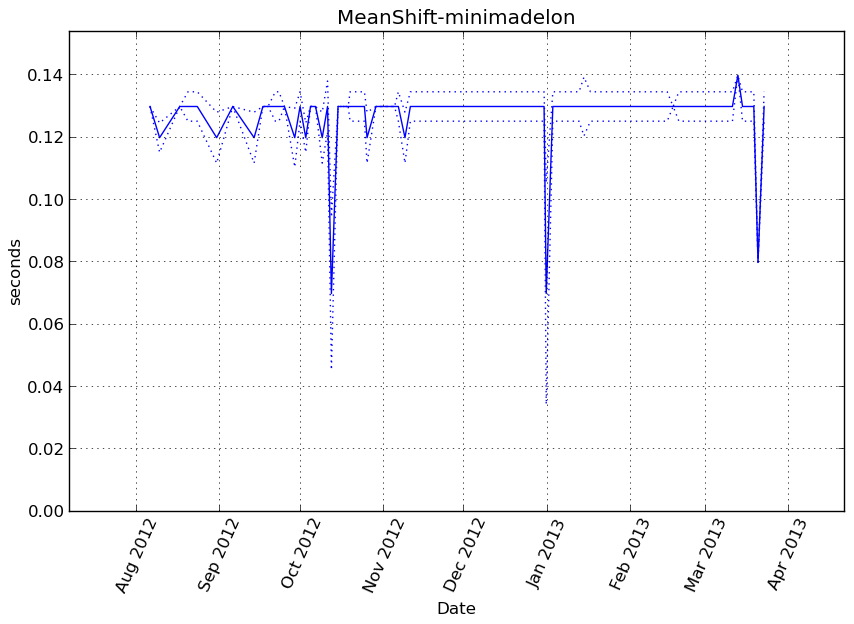 MeanShift-minimadelon
0.14
0.12
0.10
0.08
0.06
0.04
0.02
0.00
seconds
Aug 2012
Sep 2012
Oct 2012
Nov 2012
Dec 2012
Jan 2013
Feb 2013
Mar 2013
Apr 2013
Date